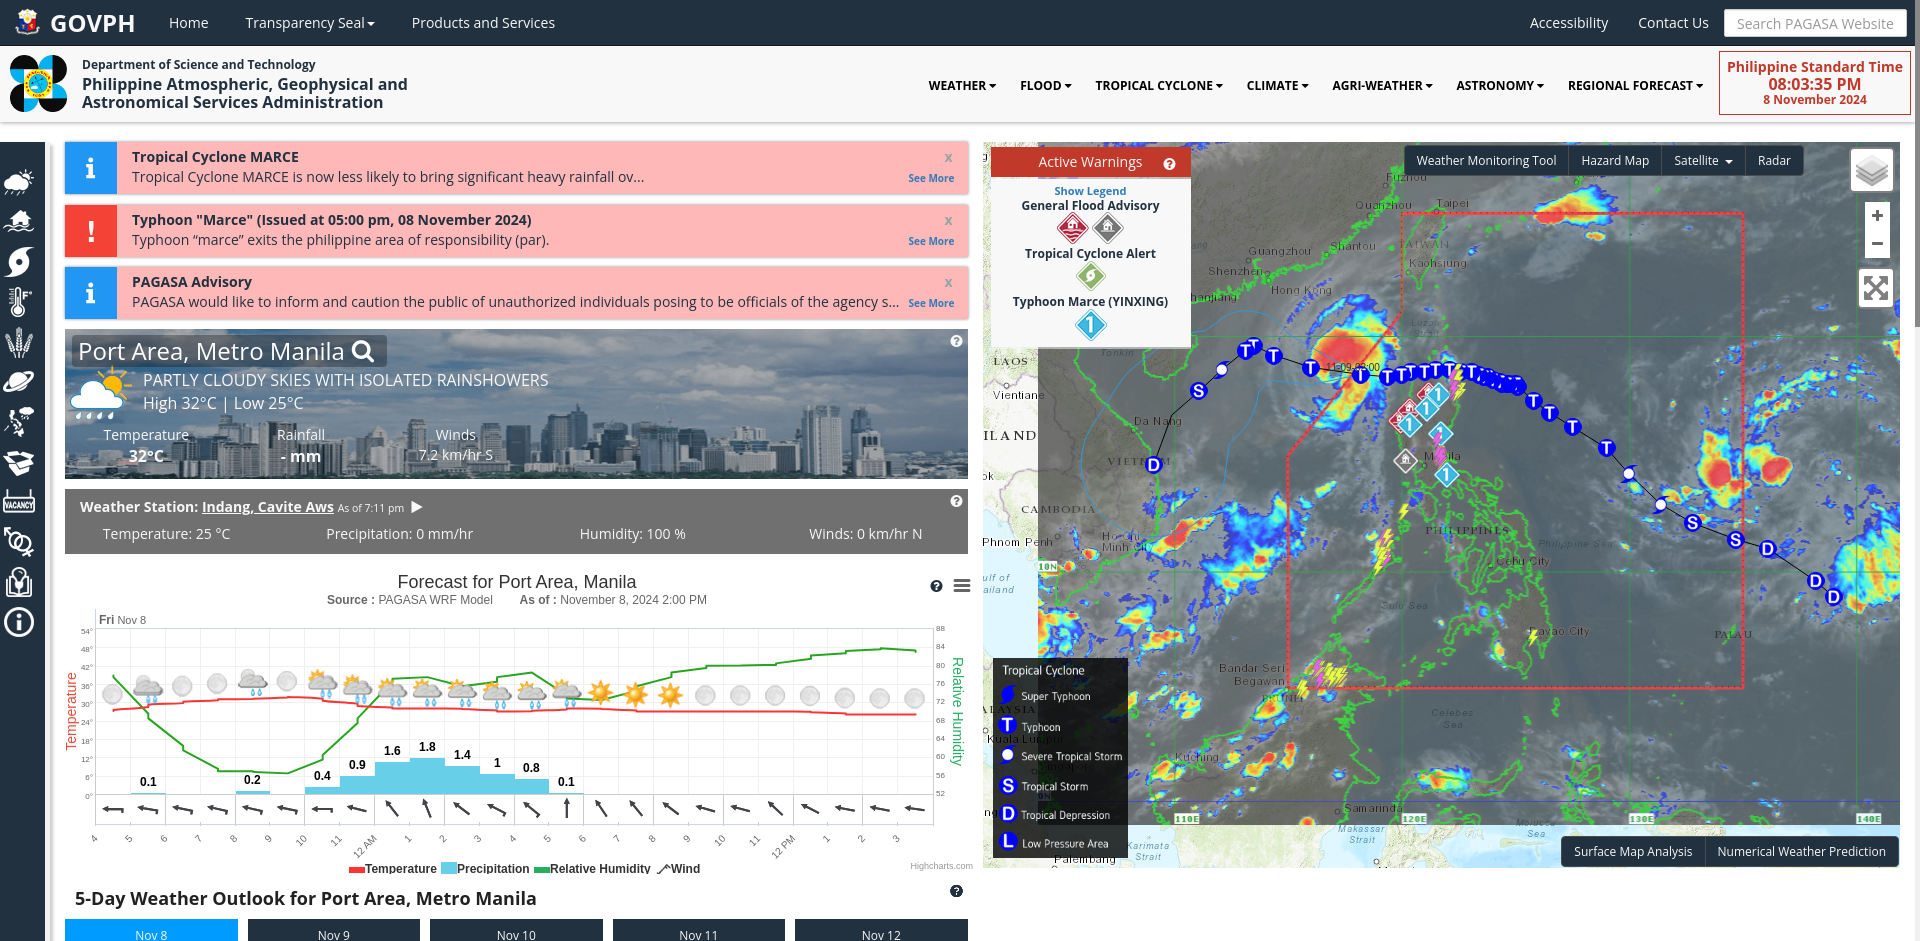 GOVPH
Home
Transparency Seal
Products and Services
Accessibility
Contact Us
Search PAGASA Website
Department of Science and Technology
Philippine Atmospheric, Geophysical and
Astronomical Services Administration
WEATHER
FLOOD
TROPICAL CYCLONE
CLIMATE
AGRI-WEATHER
ASTRONOMY
REGIONAL FORECAST
Philippine Standard Time
08:03:35 PM
8 November 2024
Tropical Cyclone MARCE
x
Tropical Cyclone MARCE is now less likely to bring significant heavy rainfall ov...
See More
Typhoon "Marce" (Issued at 05:00 pm, 08 November 2024)
x
Typhoon “marce” exits the philippine area of responsibility (par).
See More
PAGASA Advisory
x
PAGASA would like to inform and caution the public of unauthorized individuals posing to be officials of the agency s...
See More
VACANCY
Port Area, Metro Manila
PARTLY CLOUDY SKIES WITH ISOLATED RAINSHOWERS
High 32°C | Low 25°C
Temperature
Rainfall
Winds
32°C
- mm
7.2 km/hr S
Weather Station: Indang, Cavite Aws As of 7:11 pm
Temperature: 25 °C
Precipitation: 0 mm/hr
Humidity: 100 %
Winds: 0 km/hr N
Forecast for Port Area, Manila
Source : PAGASA WRF Model As of : November 8, 2024 2:00 PM
Fri Nov 8
54°
48°
42°
36°
30°
24°
18°
12°
6°
0°
Temperature
88
84
80
76
72
68
64
60
56
52
Relative Humidity
0.1
0.2
0.4
0.9
1.6
1.8
1.4
1
0.8
0.1
4
5
6
7
8
9
10
11
12 AM
1
2
3
4
5
6
7
8
9
10
11
12 PM
1
2
3
Temperature
Precipitation
Relative Humidity
Wind
Highcharts.com
5-Day Weather Outlook for Port Area, Metro Manila
Nov 8
Nov 9
Nov 10
Nov 11
Nov 12
Active Warnings
Show Legend
General Flood Advisory
Tropical Cyclone Alert
Typhoon Marce (YINXING)
1
Weather Monitoring Tool
Hazard Map
Satellite
Radar
+
−
Fuzhou
Quanzhou
Taipei
TAIWAN
Kaohsiung
Guangzhou
Shantou
Shenzhen
Hong Kong
Zhanjiang
Luzon
Strait
LAOS
Tonkin
Vientiane
Da Nang
VIETNAM
CAMBODIA
Phnom Penh
Ho Chi
Minh City
10N
Manila
PHILIPPINES
Philippine Sea
Cebu City
Sulu Sea
Davao City
PALAU
Bandar Seri
Begawan
BRUNEI
Celebes
Sea
Kuching
Kuala Lumpur
Samarinda
Makassar
Strait
Molucca
Sea
Karimata
Strait
Palembang
110E
120E
130E
140E
Tropical Cyclone
Super Typhoon
T Typhoon
Severe Tropical Storm
S Tropical Storm
D Tropical Depression
L Low Pressure Area
Surface Map Analysis
Numerical Weather Prediction